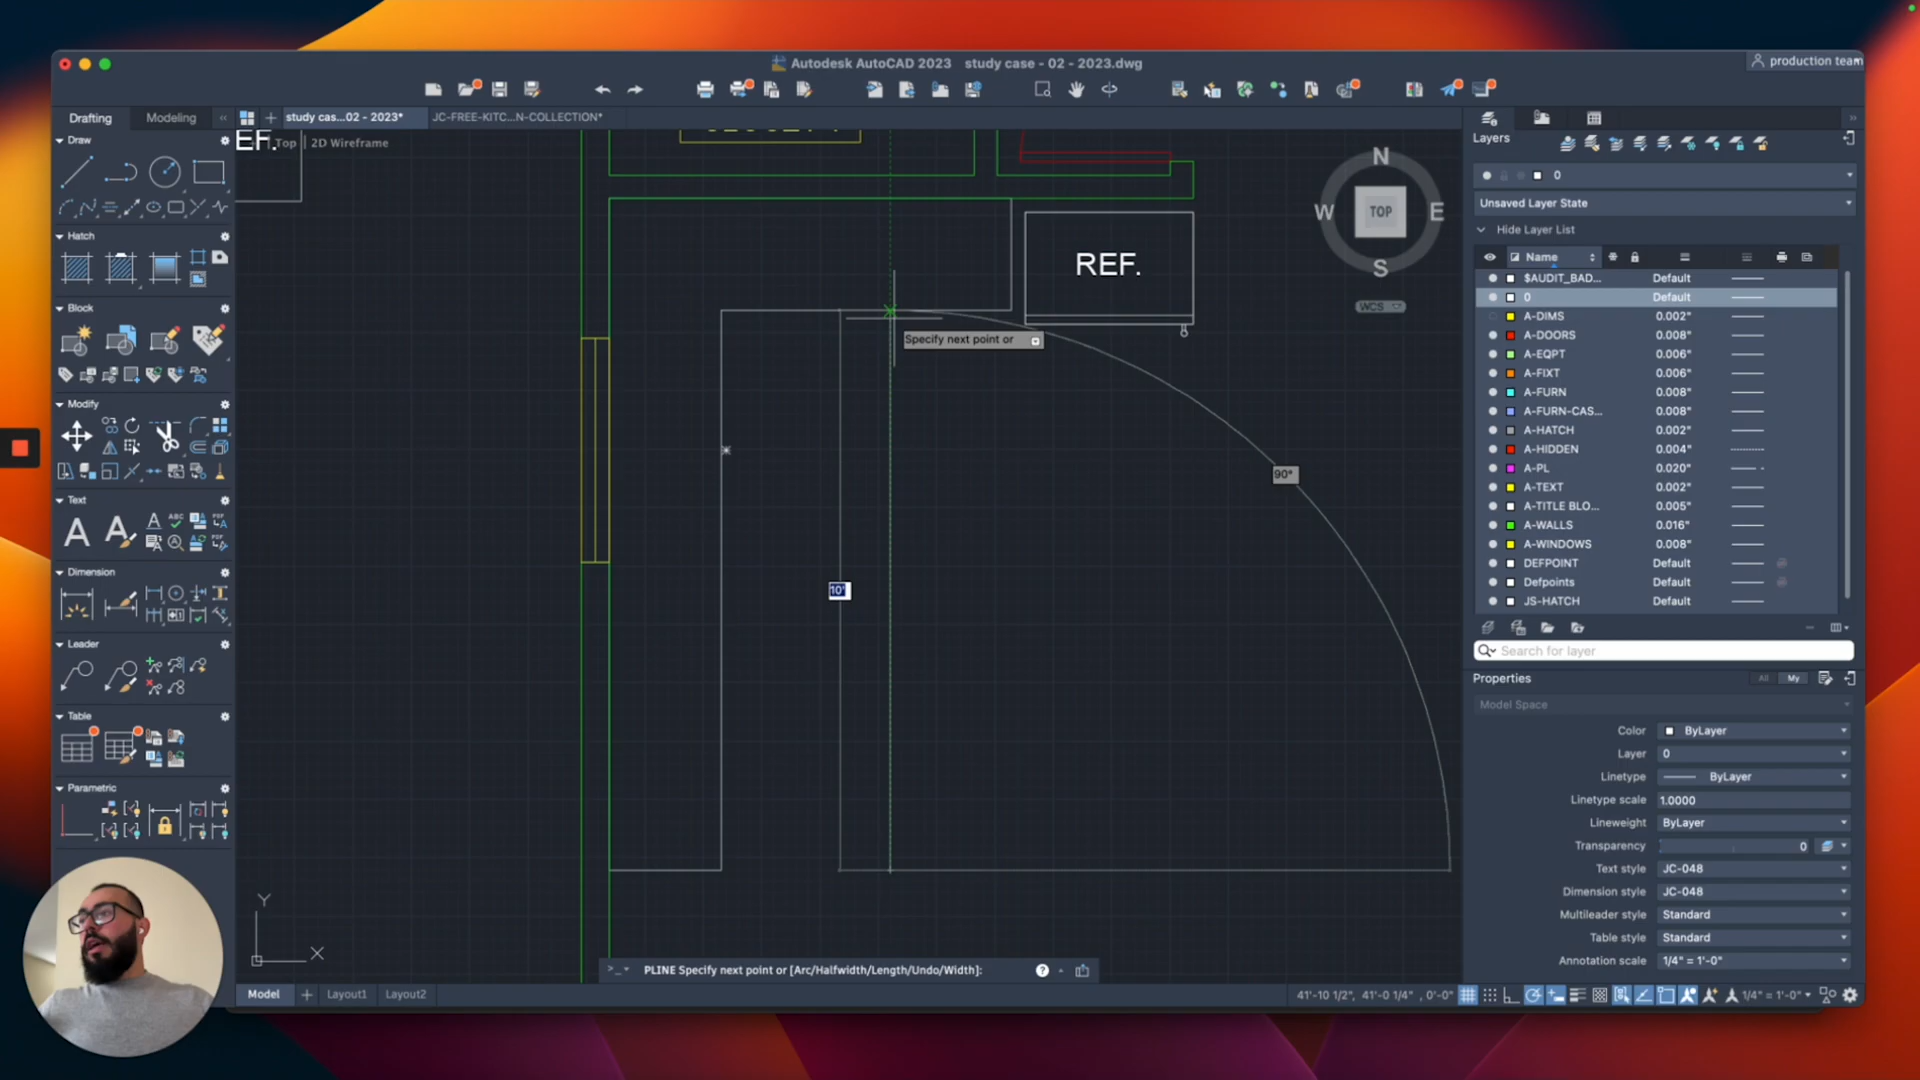 Autodesk AutoCAD 2023 study case - 02 - 2023.dwg
production team
Drafting
Modeling
study cas...02 - 2023*
JC-FREE-KITC...N-COLLECTION*
EF.
Top
2D Wireframe
Draw
Hatch
Block
Modify
Text
Dimension
Leader
Table
Parametric
REF.
Specify next point or
90°
10'
N
W
TOP
E
S
WCS
Y
X
Layers
0
Unsaved Layer State
Hide Layer List
Name
$AUDIT_BAD... Default
0 Default
A-DIMS 0.002"
A-DOORS 0.006"
A-EQPT 0.006"
A-FIXT 0.006"
A-FURN 0.008"
A-FURN-CAS... 0.008"
A-HATCH 0.002"
A-HIDDEN 0.004"
A-PL 0.020"
A-TEXT 0.002"
A-TITLE BLO... 0.005"
A-WALLS 0.016"
A-WINDOWS 0.008"
DEFPOINT Default
Defpoints Default
JS-HATCH Default
Search for layer
Properties
All
My
Model Space
Color ByLayer
Layer 0
Linetype ByLayer
Linetype scale 1.0000
Lineweight ByLayer
Transparency 0
Text style JC-048
Dimension style JC-048
Multileader style Standard
Table style Standard
Annotation scale 1/4" = 1'-0"
PLINE Specify next point or [Arc/Halfwidth/Length/Undo/Width]:
Model
Layout1
Layout2
41'-10 1/2", 41'-0 1/4" , 0'-0"
1/4" = 1'-0"